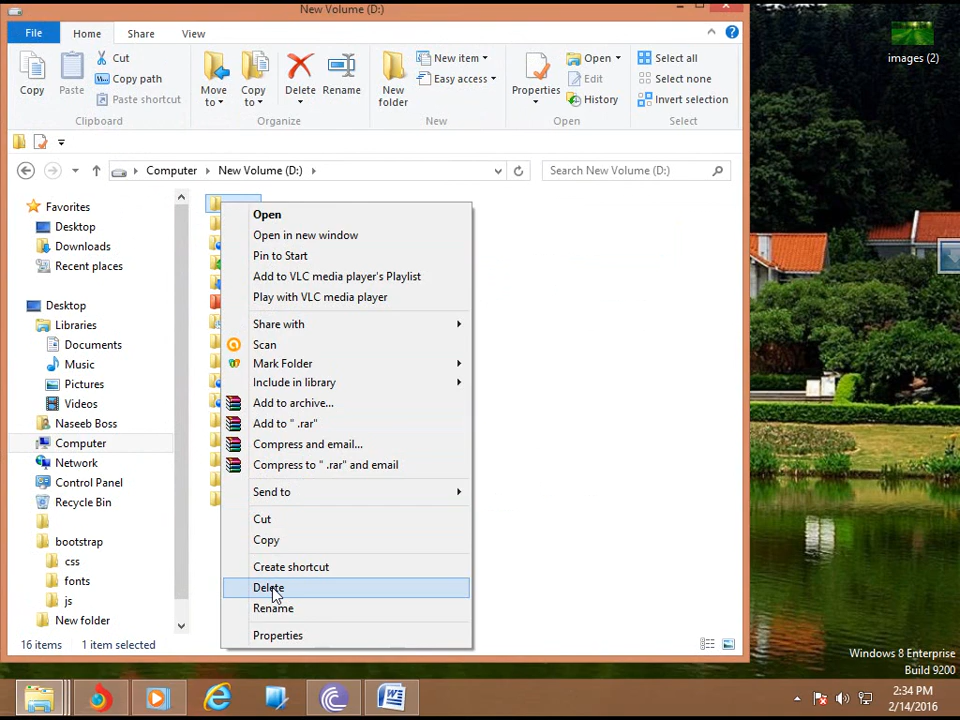 New Volume (D:)
File Home Share View
Copy Paste Cut Copy path Paste shortcut Move to Copy to Delete Rename New folder New item Easy access Properties Open Edit History Select all Select none Invert selection
Clipboard Organize New Open Select
Computer New Volume (D:) Search New Volume (D:)
Favorites
Desktop
Downloads
Recent places
Desktop
Libraries
Documents
Music
Pictures
Videos
Naseeb Boss
Computer
Network
Control Panel
Recycle Bin
bootstrap
css
fonts
js
New folder
Open
Open in new window
Pin to Start
Add to VLC media player's Playlist
Play with VLC media player
Share with
Scan
Mark Folder
Include in library
Add to archive...
Add to " .rar"
Compress and email...
Compress to " .rar" and email
Send to
Cut
Copy
Create shortcut
Delete
Rename
Properties
16 items 1 item selected
images (2)
Windows 8 Enterprise
Build 9200
2:34 PM
2/14/2016